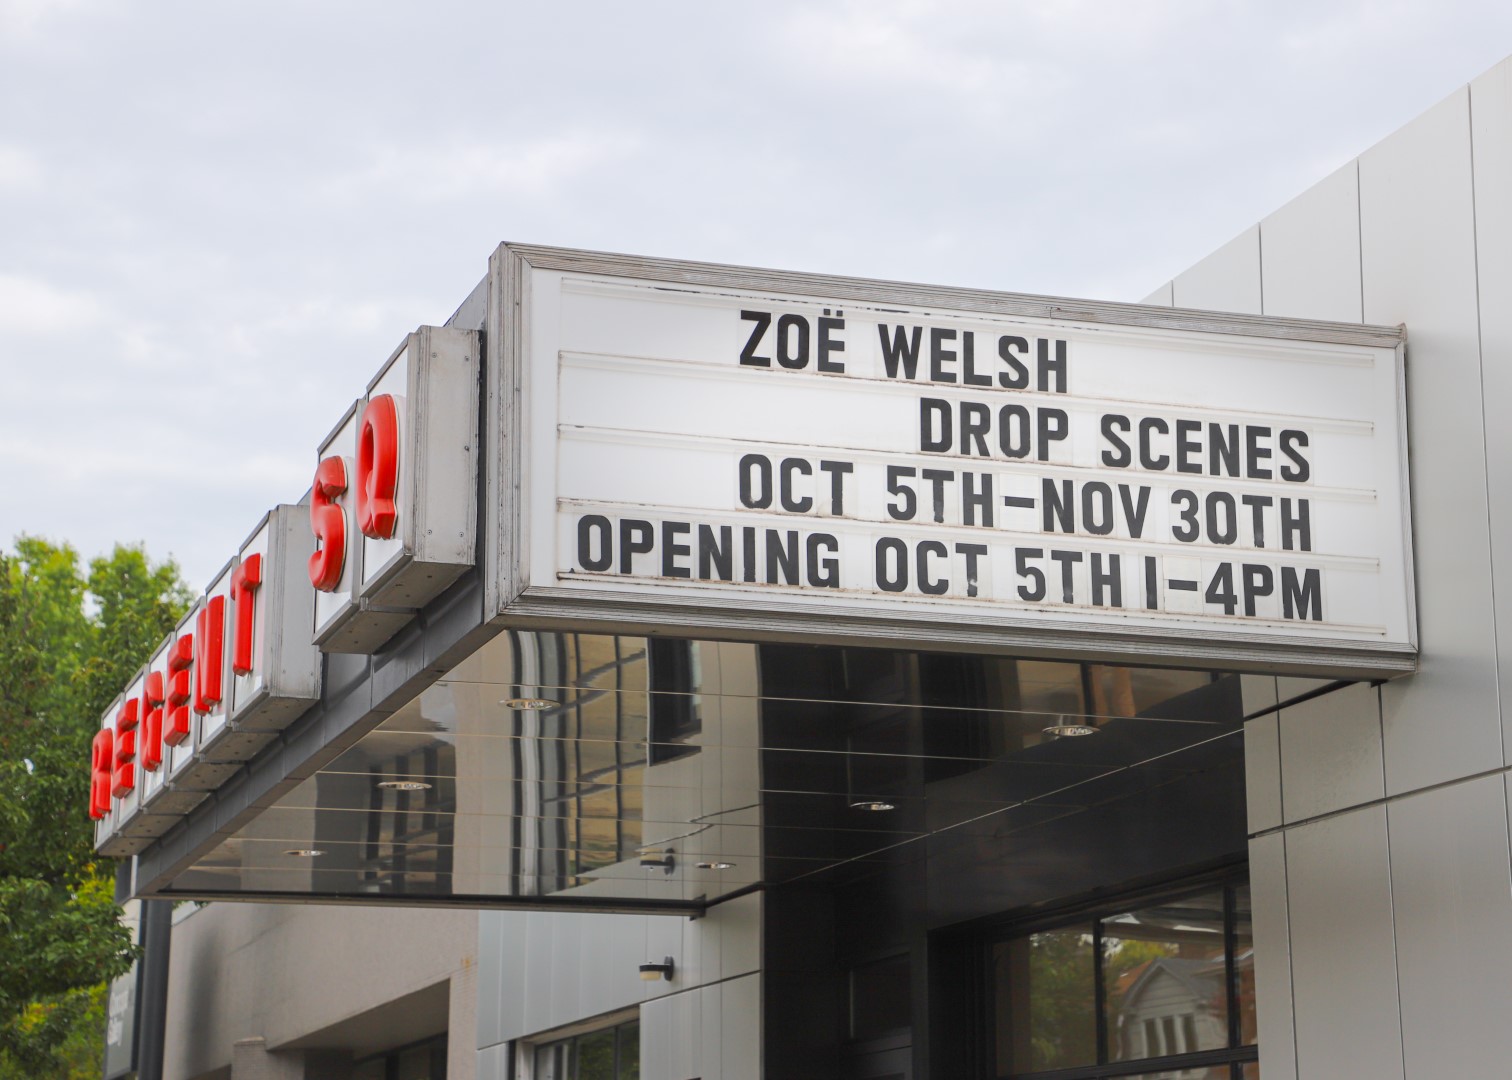 REGENT SQ
ZOË WELSH
DROP SCENES
OCT 5TH-NOV 30TH
OPENING OCT 5TH 1-4PM